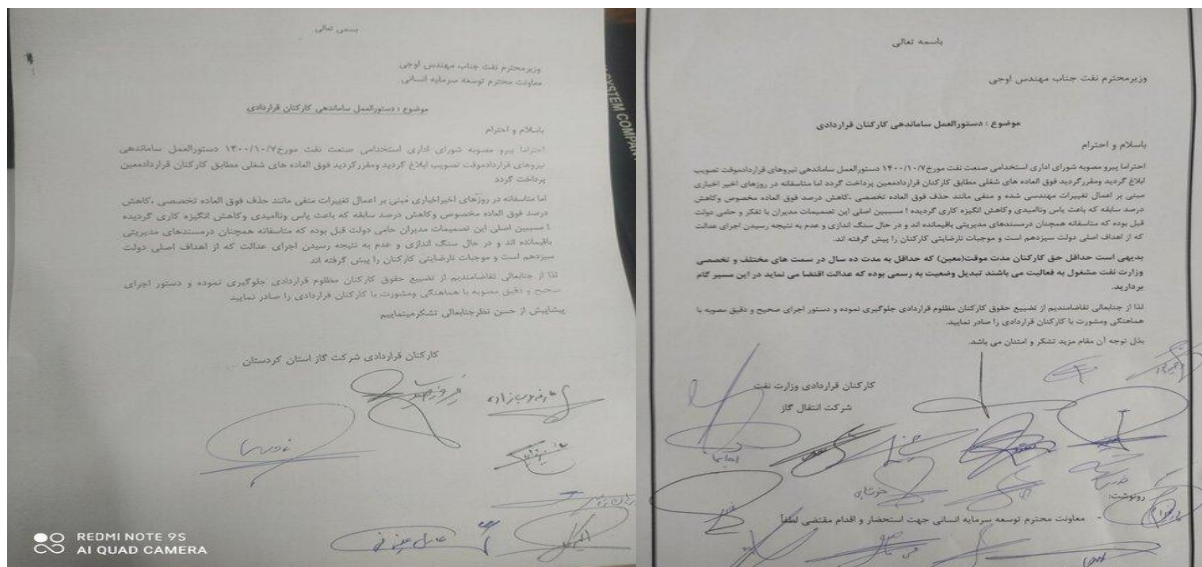 بسمی تعالی
وزیرمحترم نفت جناب مهندس اوجی
معاونت محترم توسعه سرمایه انسانی
موضوع : دستورالعمل ساماندهی کارکنان قراردادی
باسلام و احترام
احتراما پیرو مصوبه شورای اداری استخدامی صنعت نفت مورخ۱۴۰۰/۱۰/۷ دستورالعمل ساماندهی
نیروهای قراردادموقت تصویب ابلاغ گردید ومقررگردید فوق العاده های شغلی مطابق کارکنان قراردادمعین
پرداخت گردد
اما متاسفانه در روزهای اخیراخباری مبنی بر اعمال تغییرات منفی مانند حذف فوق العاده تخصصی ،کاهش
درصد فوق العاده مخصوص وکاهش درصد سابقه که باعث یاس وناامیدی وکاهش انگیزه کاری گردیده
! مسببین اصلی این تصمیمات مدیران حامی دولت قبل بوده که متاسفانه همچنان درمسندهای مدیریتی
باقیمانده اند و در حال سنگ اندازی و عدم به نتیجه رسیدن اجرای عدالت که از اهداف اصلی دولت
سیزدهم است و موجبات نارضایتی کارکنان را پیش گرفته اند
لذا از جنابعالی تقاضامندیم از تضییع حقوق کارکنان مظلوم قراردادی جلوگیری نموده و دستور اجرای
صحیح و دقیق مصوبه با هماهنگی ومشورت با کارکنان قراردادی را صادر نمایید
پیشاپیش از حسن نظرجنابعالی تشکرمینماییم
کارکنان قراردادی شرکت گاز استان کردستان
REDMI NOTE 9S
AI QUAD CAMERA
SYSTEM COMPAN
باسمه تعالی
وزیرمحترم نفت جناب مهندس اوجی
موضوع : دستورالعمل ساماندهی کارکنان قراردادی
باسلام و احترام
احتراما پیرو مصوبه شورای اداری استخدامی صنعت نفت مورخ۱۴۰۰/۱۰/۷ دستورالعمل ساماندهی نیروهای قراردادموقت تصویب
ابلاغ گردید ومقررگردید فوق العاده های شغلی مطابق کارکنان قراردادمعین پرداخت گردد اما متاسفانه در روزهای اخیر اخباری
مبنی بر اعمال تغییرات مهندسی شده و منفی مانند حذف فوق العاده تخصصی ،کاهش درصد فوق العاده مخصوص وکاهش
درصد سابقه که باعث یاس وناامیدی وکاهش انگیزه کاری گردیده ! مسببین اصلی این تصمیمات مدیران با تفکر و حامی دولت
قبل بوده که متاسفانه همچنان درمسندهای مدیریتی باقیمانده اند و در حال سنگ اندازی و عدم به نتیجه رسیدن اجرای عدالت
که از اهداف اصلی دولت سیزدهم است و موجبات نارضایتی کارکنان را پیش گرفته اند.
بدیهی است حداقل حق کارکنان مدت موقت(معین) که حداقل به مدت ده سال در سمت های مختلف و تخصصی
وزارت نفت مشغول به فعالیت می باشند تبدیل وضعیت به رسمی بوده که عدالت اقتضا می نماید در این مسیر گام
بردارید.
لذا از جنابعالی تقاضامندیم از تضییع حقوق کارکنان مظلوم قراردادی جلوگیری نموده و دستور اجرای صحیح و دقیق مصوبه با
هماهنگی ومشورت با کارکنان قراردادی را صادر نمایید.
بذل توجه آن مقام مزید تشکر و امتنان می باشد.
کارکنان قراردادی وزارت نفت
شرکت انتقال گاز
رونوشت:
- معاونت محترم توسعه سرمایه انسانی جهت استحضار و اقدام مقتضی لطفاً